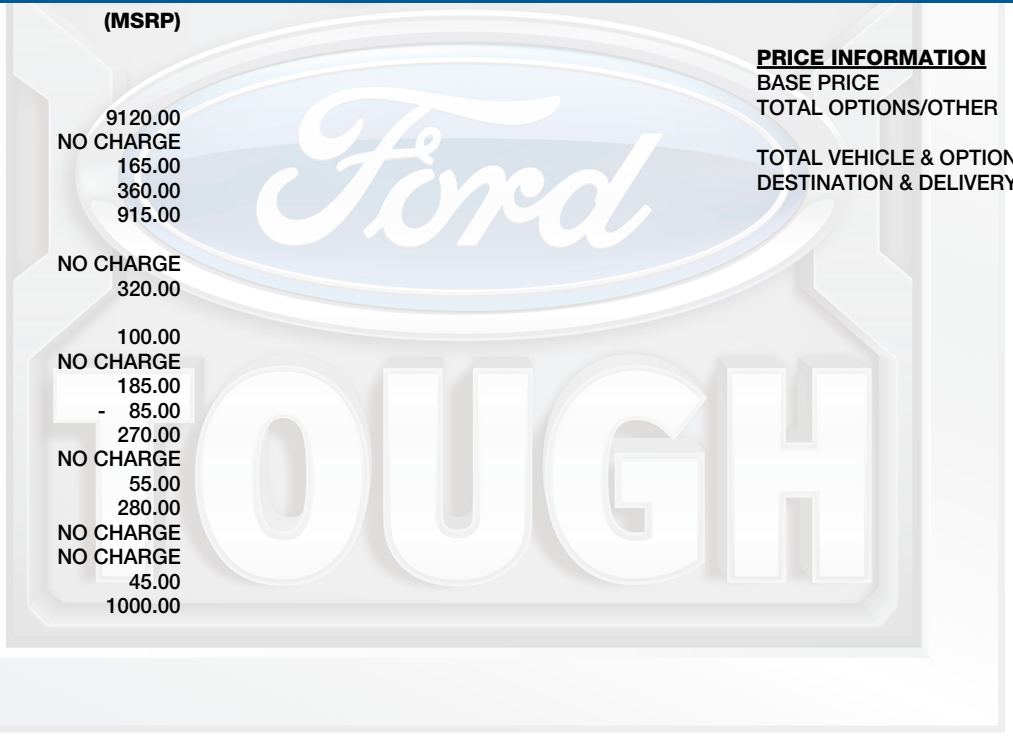 (MSRP)
9120.00
NO CHARGE
165.00
360.00
915.00
NO CHARGE
320.00
100.00
NO CHARGE
185.00
- 85.00
270.00
NO CHARGE
55.00
280.00
NO CHARGE
NO CHARGE
45.00
1000.00
PRICE INFORMATION
BASE PRICE
TOTAL OPTIONS/OTHER
TOTAL VEHICLE & OPTION
DESTINATION & DELIVERY
Ford
TOUGH